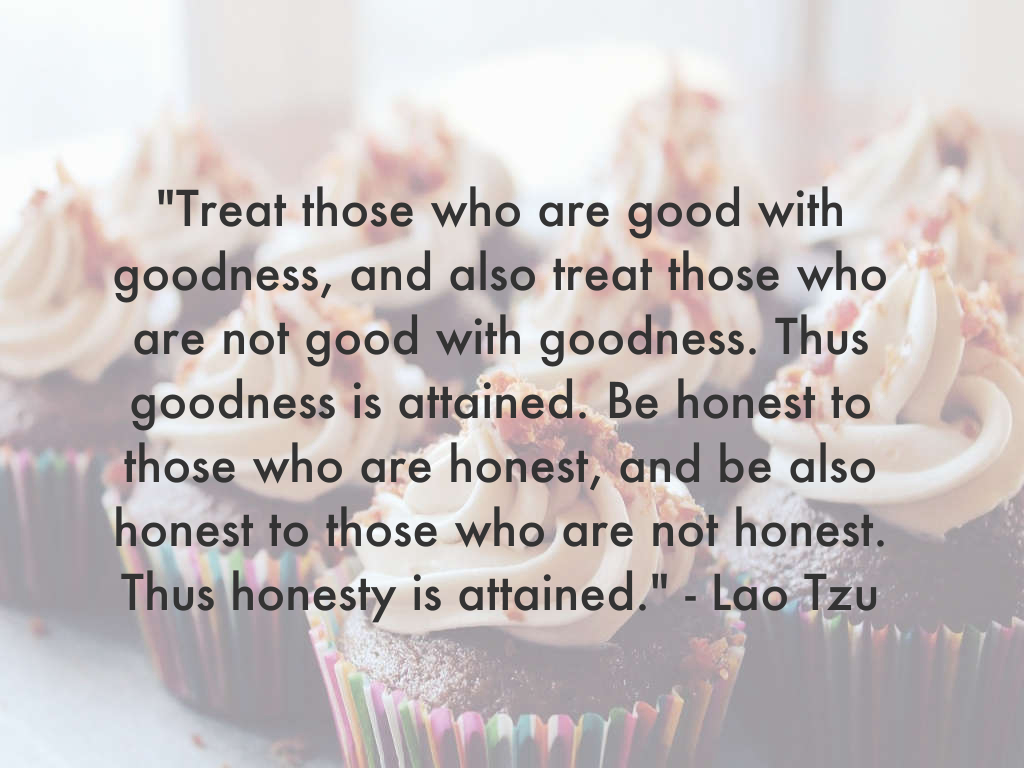 "Treat those who are good with
goodness, and also treat those who
are not good with goodness. Thus
goodness is attained. Be honest to
those who are honest, and be also
honest to those who are not honest.
Thus honesty is attained." - Lao Tzu